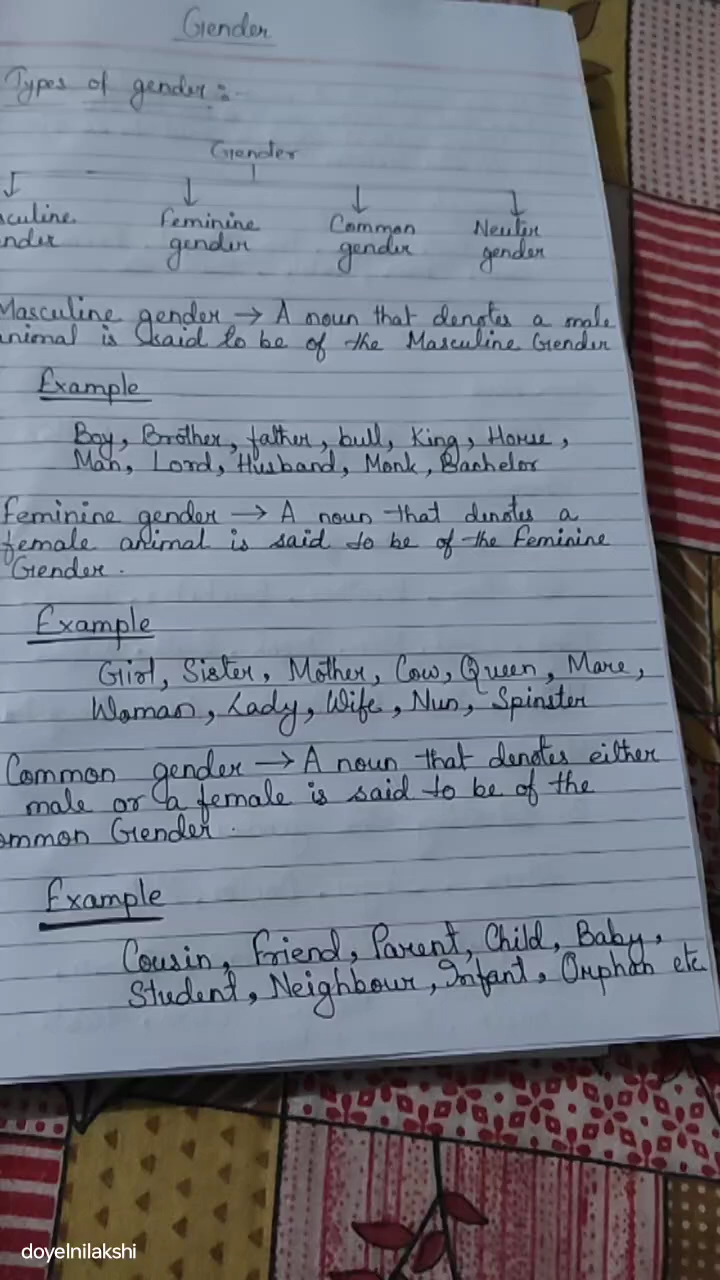 Gender
Types of gender :-
Gender
sculine Feminine Common Neuter
nder gender gender gender
Masculine gender → A noun that denotes a male
animal is said to be of the Masculine Gender
Example
Boy, Brother, father, bull, King, Horse,
Man, Lord, Husband, Monk, Bachelor
Feminine gender → A noun that denotes a
female animal is said to be of the Feminine
Gender.
Example
Girl, Sister, Mother, Cow, Queen, Mare,
Woman, Lady, Wife, Nun, Spinster
Common gender → A noun that denotes either
male or a female is said to be of the
ommon Gender.
Example
Cousin, Friend, Parent, Child, Baby,
Student, Neighbour, Infant, Orphan etc
doyelnilakshi